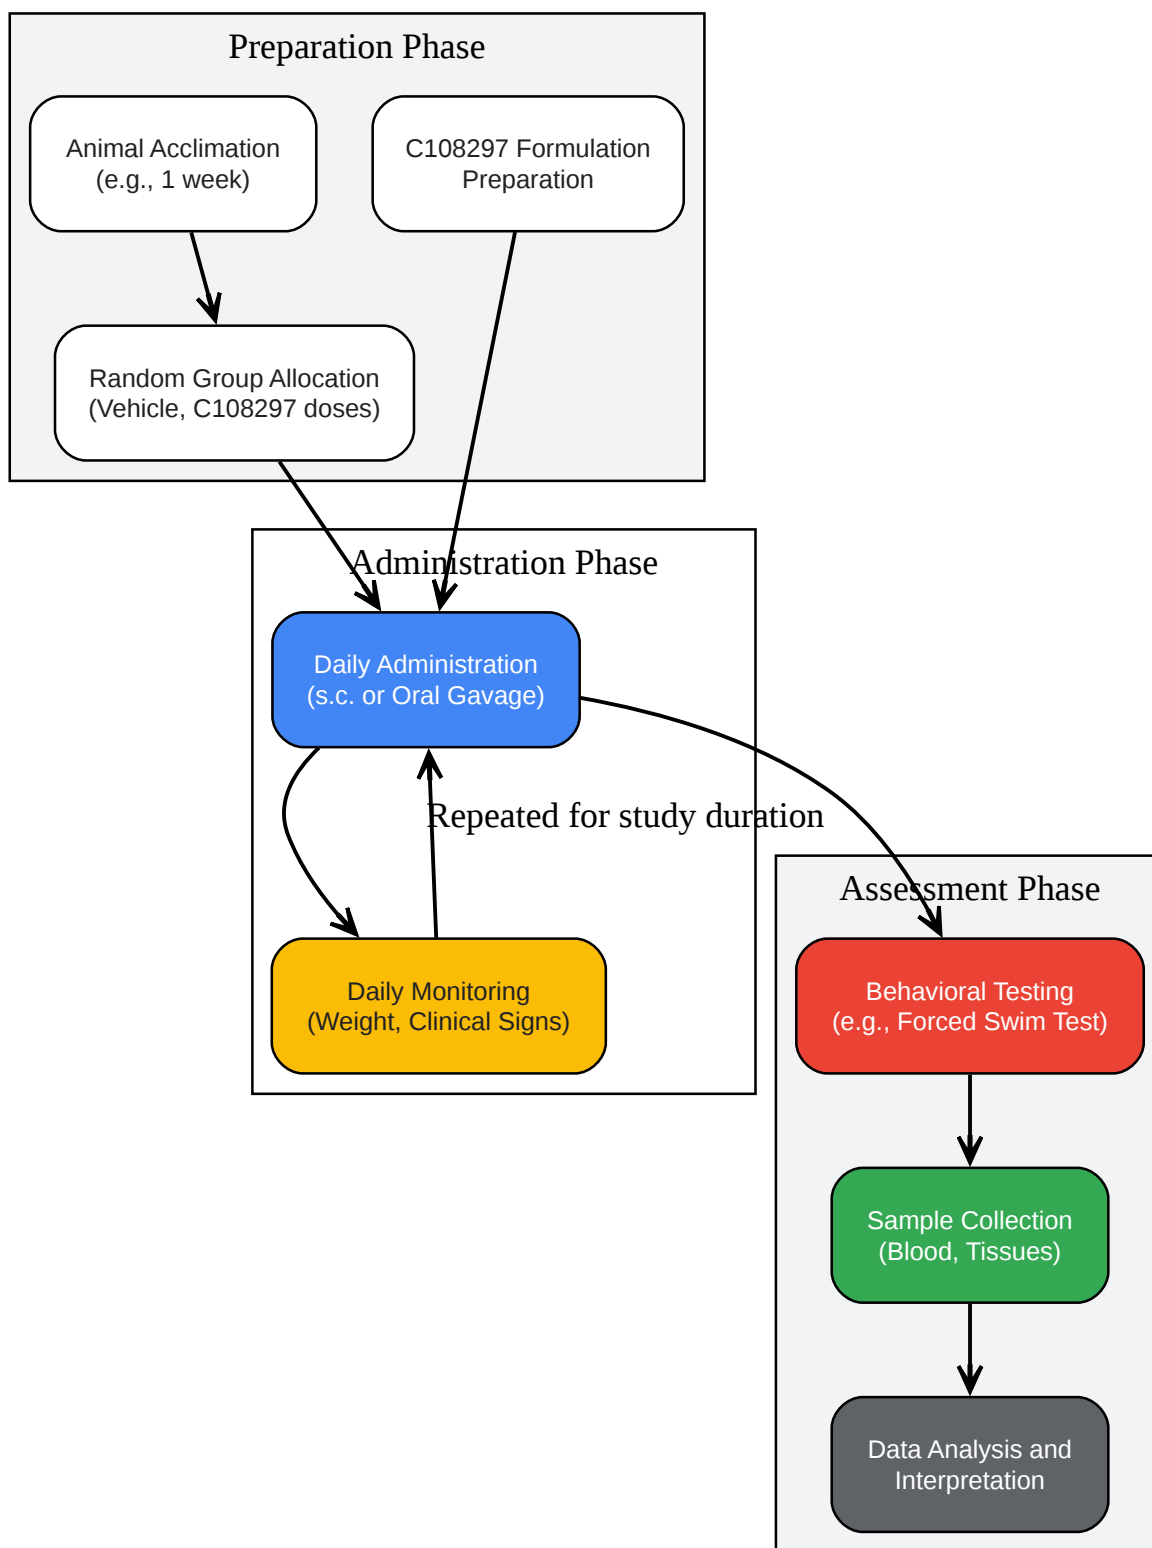 Preparation Phase
Animal Acclimation
(e.g., 1 week)
C108297 Formulation
Preparation
Random Group Allocation
(Vehicle, C108297 doses)
Administration Phase
Daily Administration
(s.c. or Oral Gavage)
Repeated for study duration
Daily Monitoring
(Weight, Clinical Signs)
Assessment Phase
Behavioral Testing
(e.g., Forced Swim Test)
Sample Collection
(Blood, Tissues)
Data Analysis and
Interpretation